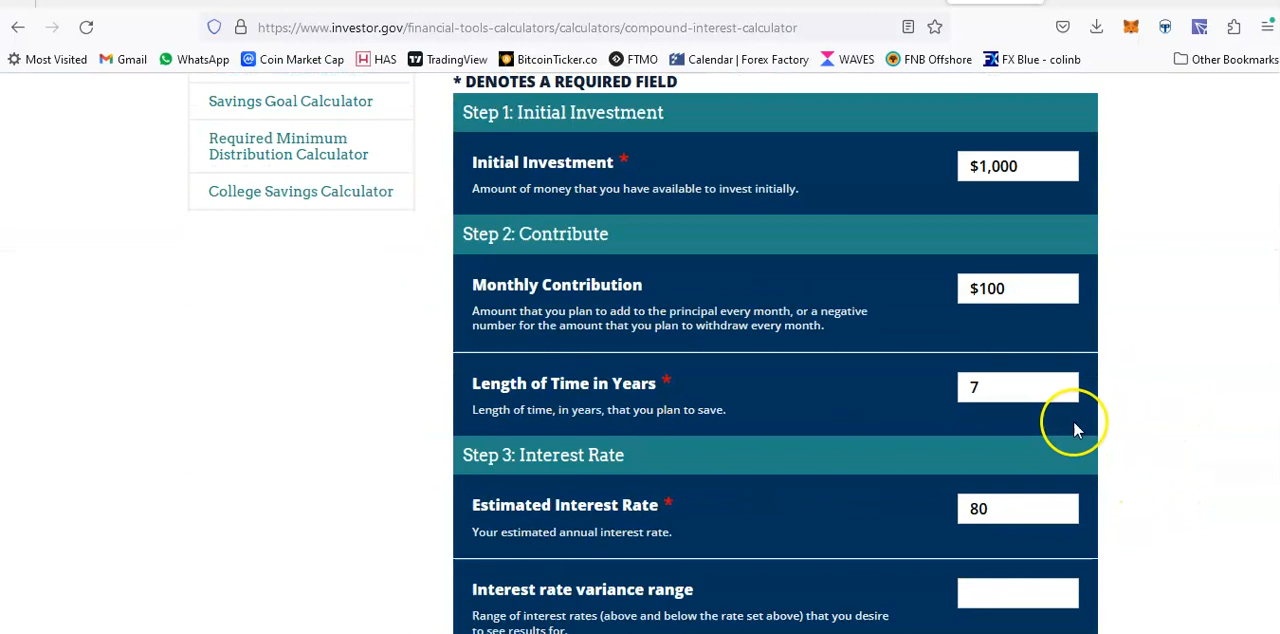 https://www.investor.gov/financial-tools-calculators/calculators/compound-interest-calculator
Most Visited Gmail WhatsApp Coin Market Cap HAS TradingView BitcoinTicker.co FTMO Calendar | Forex Factory WAVES FNB Offshore FX Blue - colinb Other Bookmarks
* DENOTES A REQUIRED FIELD
Savings Goal Calculator
Required Minimum
Distribution Calculator
College Savings Calculator
Step 1: Initial Investment
Initial Investment *
$1,000
Amount of money that you have available to invest initially.
Step 2: Contribute
Monthly Contribution
$100
Amount that you plan to add to the principal every month, or a negative
number for the amount that you plan to withdraw every month.
Length of Time in Years *
7
Length of time, in years, that you plan to save.
Step 3: Interest Rate
Estimated Interest Rate *
80
Your estimated annual interest rate.
Interest rate variance range
Range of interest rates (above and below the rate set above) that you desire
to see results for.